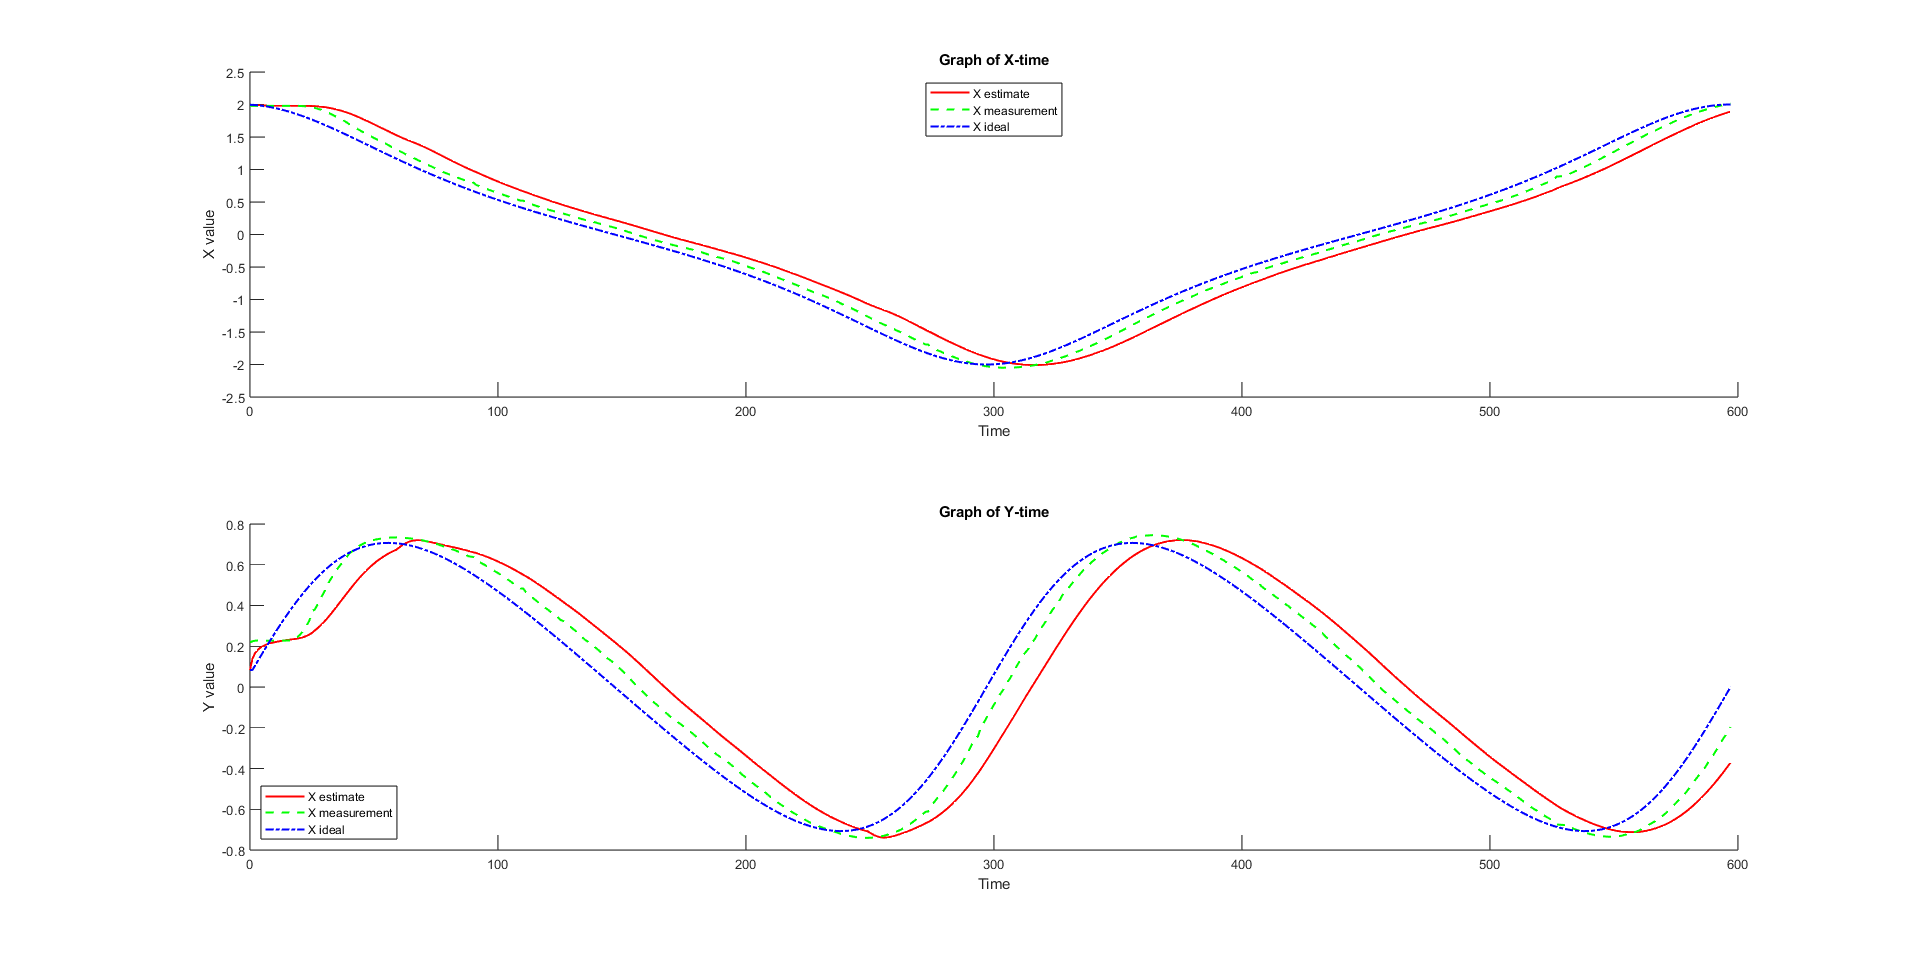 Graph of X-time
X estimate
X measurement
X ideal
2.5
2
1.5
1
0.5
0
-0.5
-1
-1.5
-2
-2.5
X value
0 100 200 300 400 500 600
Time
Graph of Y-time
0.8
0.6
0.4
0.2
0
-0.2
-0.4
-0.6
-0.8
Y value
X estimate
X measurement
X ideal
0 100 200 300 400 500 600
Time